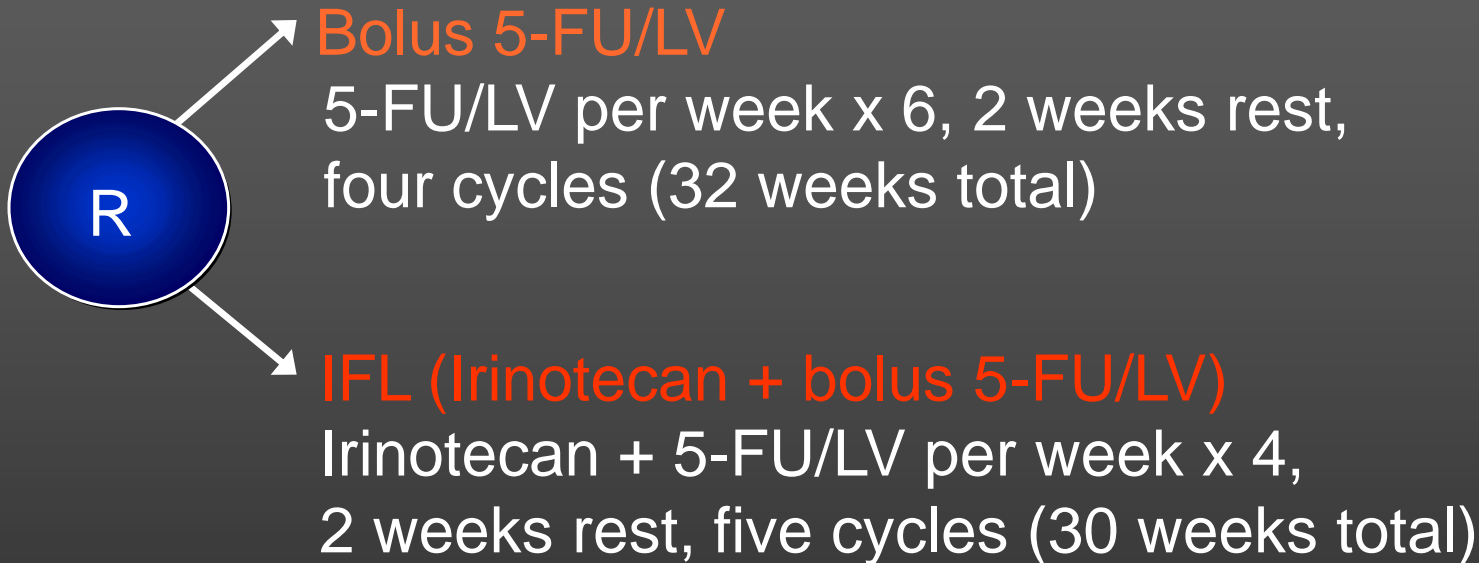 Bolus 5-FU/LV
5-FU/LV per week x 6, 2 weeks rest,
four cycles (32 weeks total)
R
IFL (Irinotecan + bolus 5-FU/LV)
Irinotecan + 5-FU/LV per week x 4,
2 weeks rest, five cycles (30 weeks total)